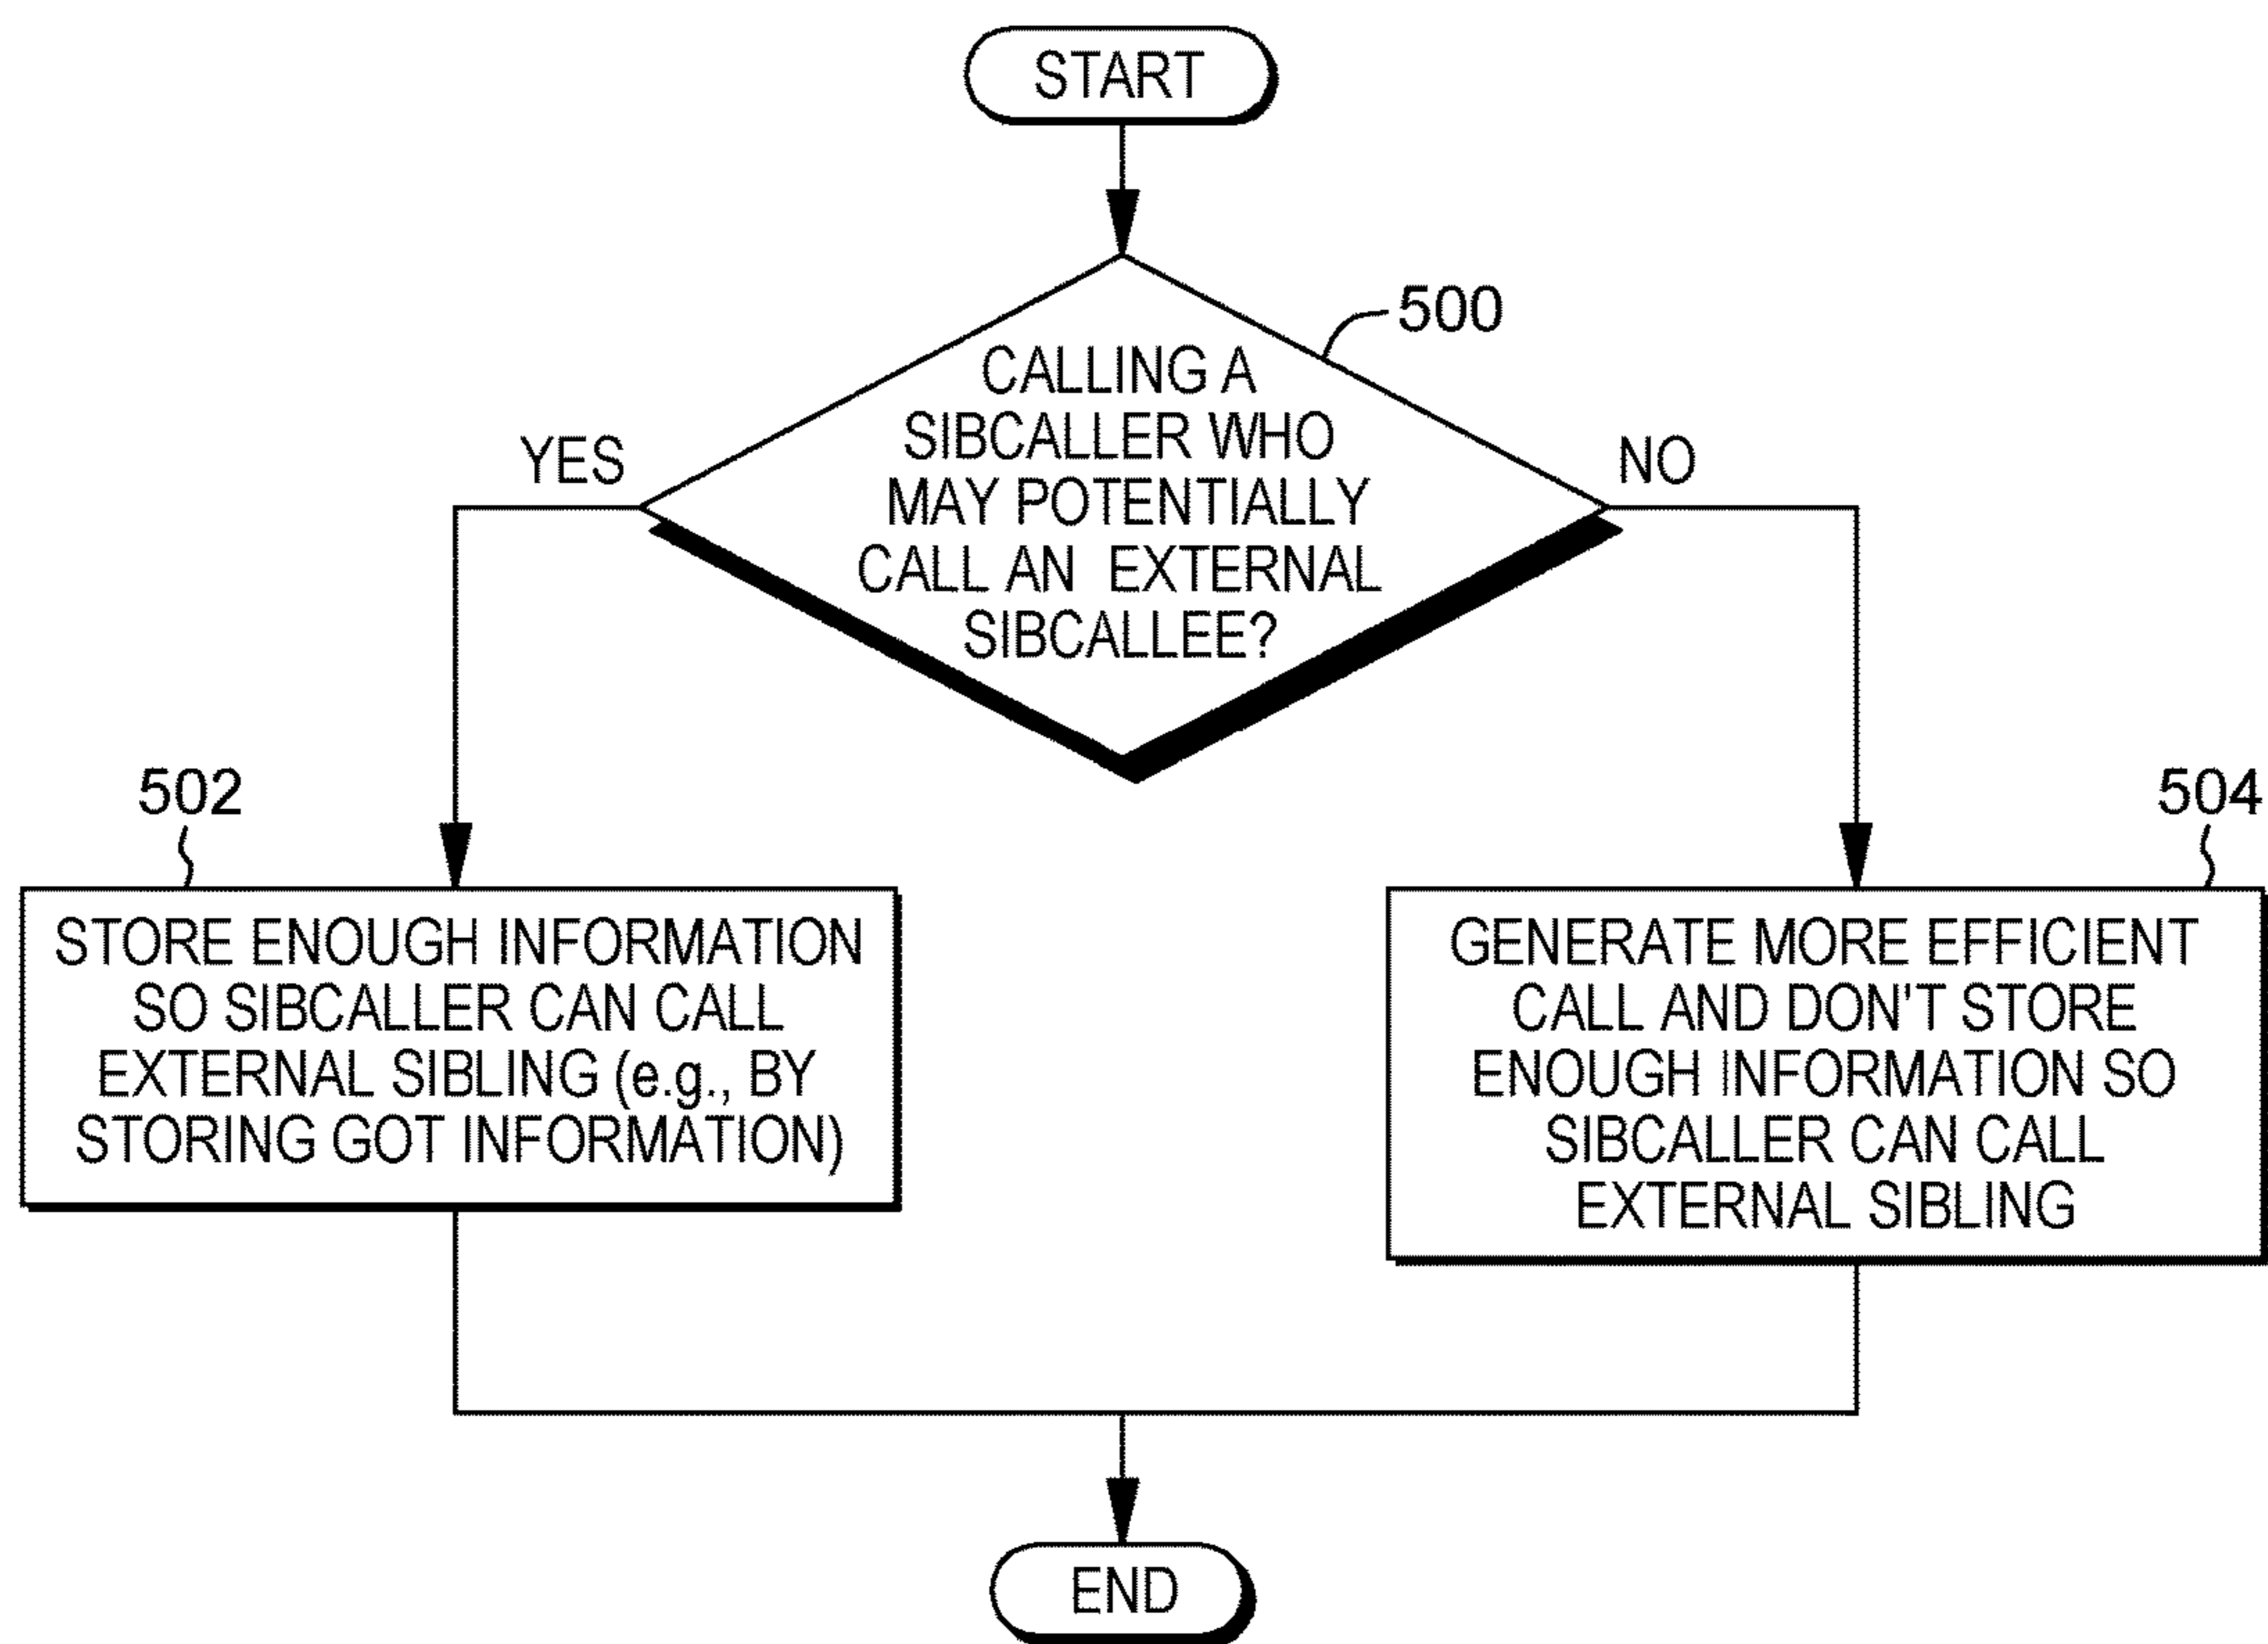 START
500
CALLING A
SIBCALLER WHO
MAY POTENTIALLY
CALL AN EXTERNAL
SIBCALLEE?
YES
NO
502
STORE ENOUGH INFORMATION
SO SIBCALLER CAN CALL
EXTERNAL SIBLING (e.g., BY
STORING GOT INFORMATION)
504
GENERATE MORE EFFICIENT
CALL AND DON'T STORE
ENOUGH INFORMATION SO
SIBCALLER CAN CALL
EXTERNAL SIBLING
END